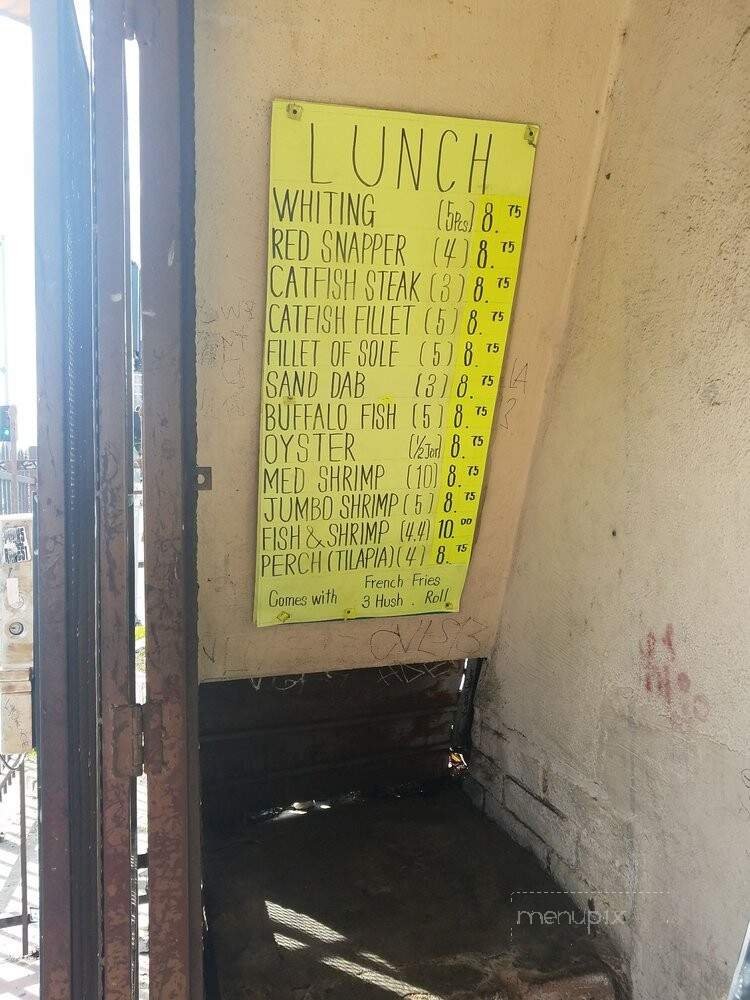 LUNCH
WHITING (5Pcs) 8.75
RED SNAPPER (4) 8.75
CATFISH STEAK (3) 8.75
CATFISH FILLET (5) 8.75
FILLET OF SOLE (5) 8.75
SAND DAB (3) 8.75
BUFFALO FISH (5) 8.75
OYSTER (1/2 Jar) 8.75
MED SHRIMP (10) 8.75
JUMBO SHRIMP (5) 8.75
FISH & SHRIMP (4.4) 10.00
PERCH (TILAPIA) (4) 8.75
Comes with French Fries
3 Hush. Roll
menupix